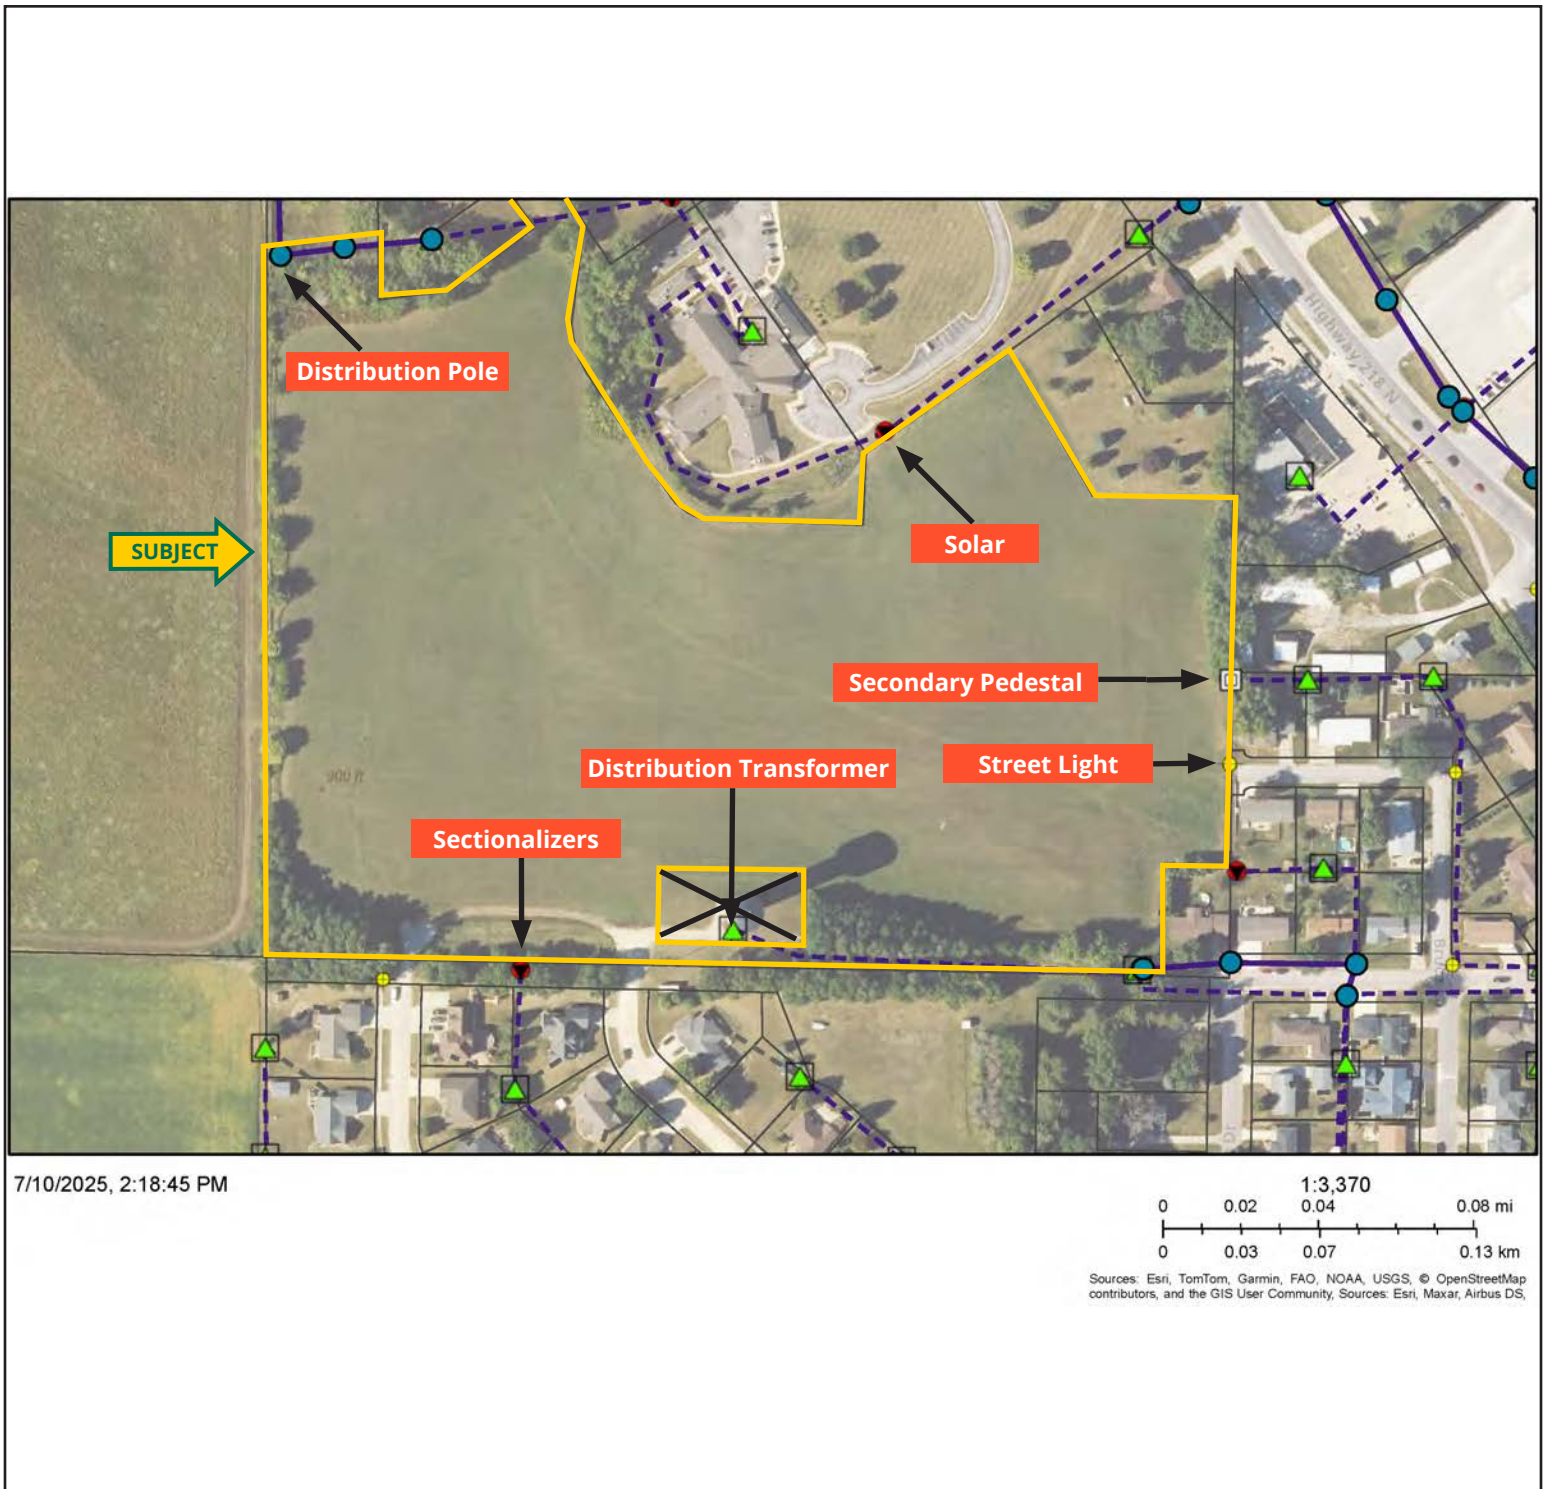 Highway 218 N
Distribution Pole
SUBJECT
Solar
Secondary Pedestal
Distribution Transformer
Street Light
900 ft
Sectionalizers
Dr
7/10/2025, 2:18:45 PM
1:3,370
0 0.02 0.04 0.08 mi
0 0.03 0.07 0.13 km
Sources: Esri, TomTom, Garmin, FAO, NOAA, USGS, © OpenStreetMap
contributors, and the GIS User Community, Sources: Esri, Maxar, Airbus DS,